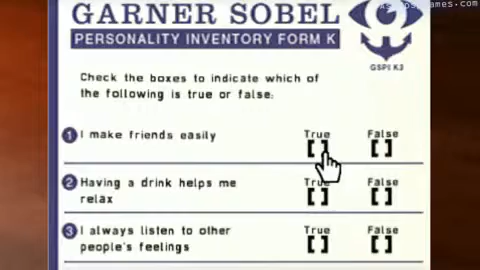 GARNER SOBEL
PERSONALITY INVENTORY FORM K
GSPI K3
Check the boxes to indicate which of
the following is true or false:
1 I make friends easily
True [ ] False [ ]
2 Having a drink helps me
relax
True [ ] False [ ]
3 I always listen to other
people's feelings
True [ ] False [ ]